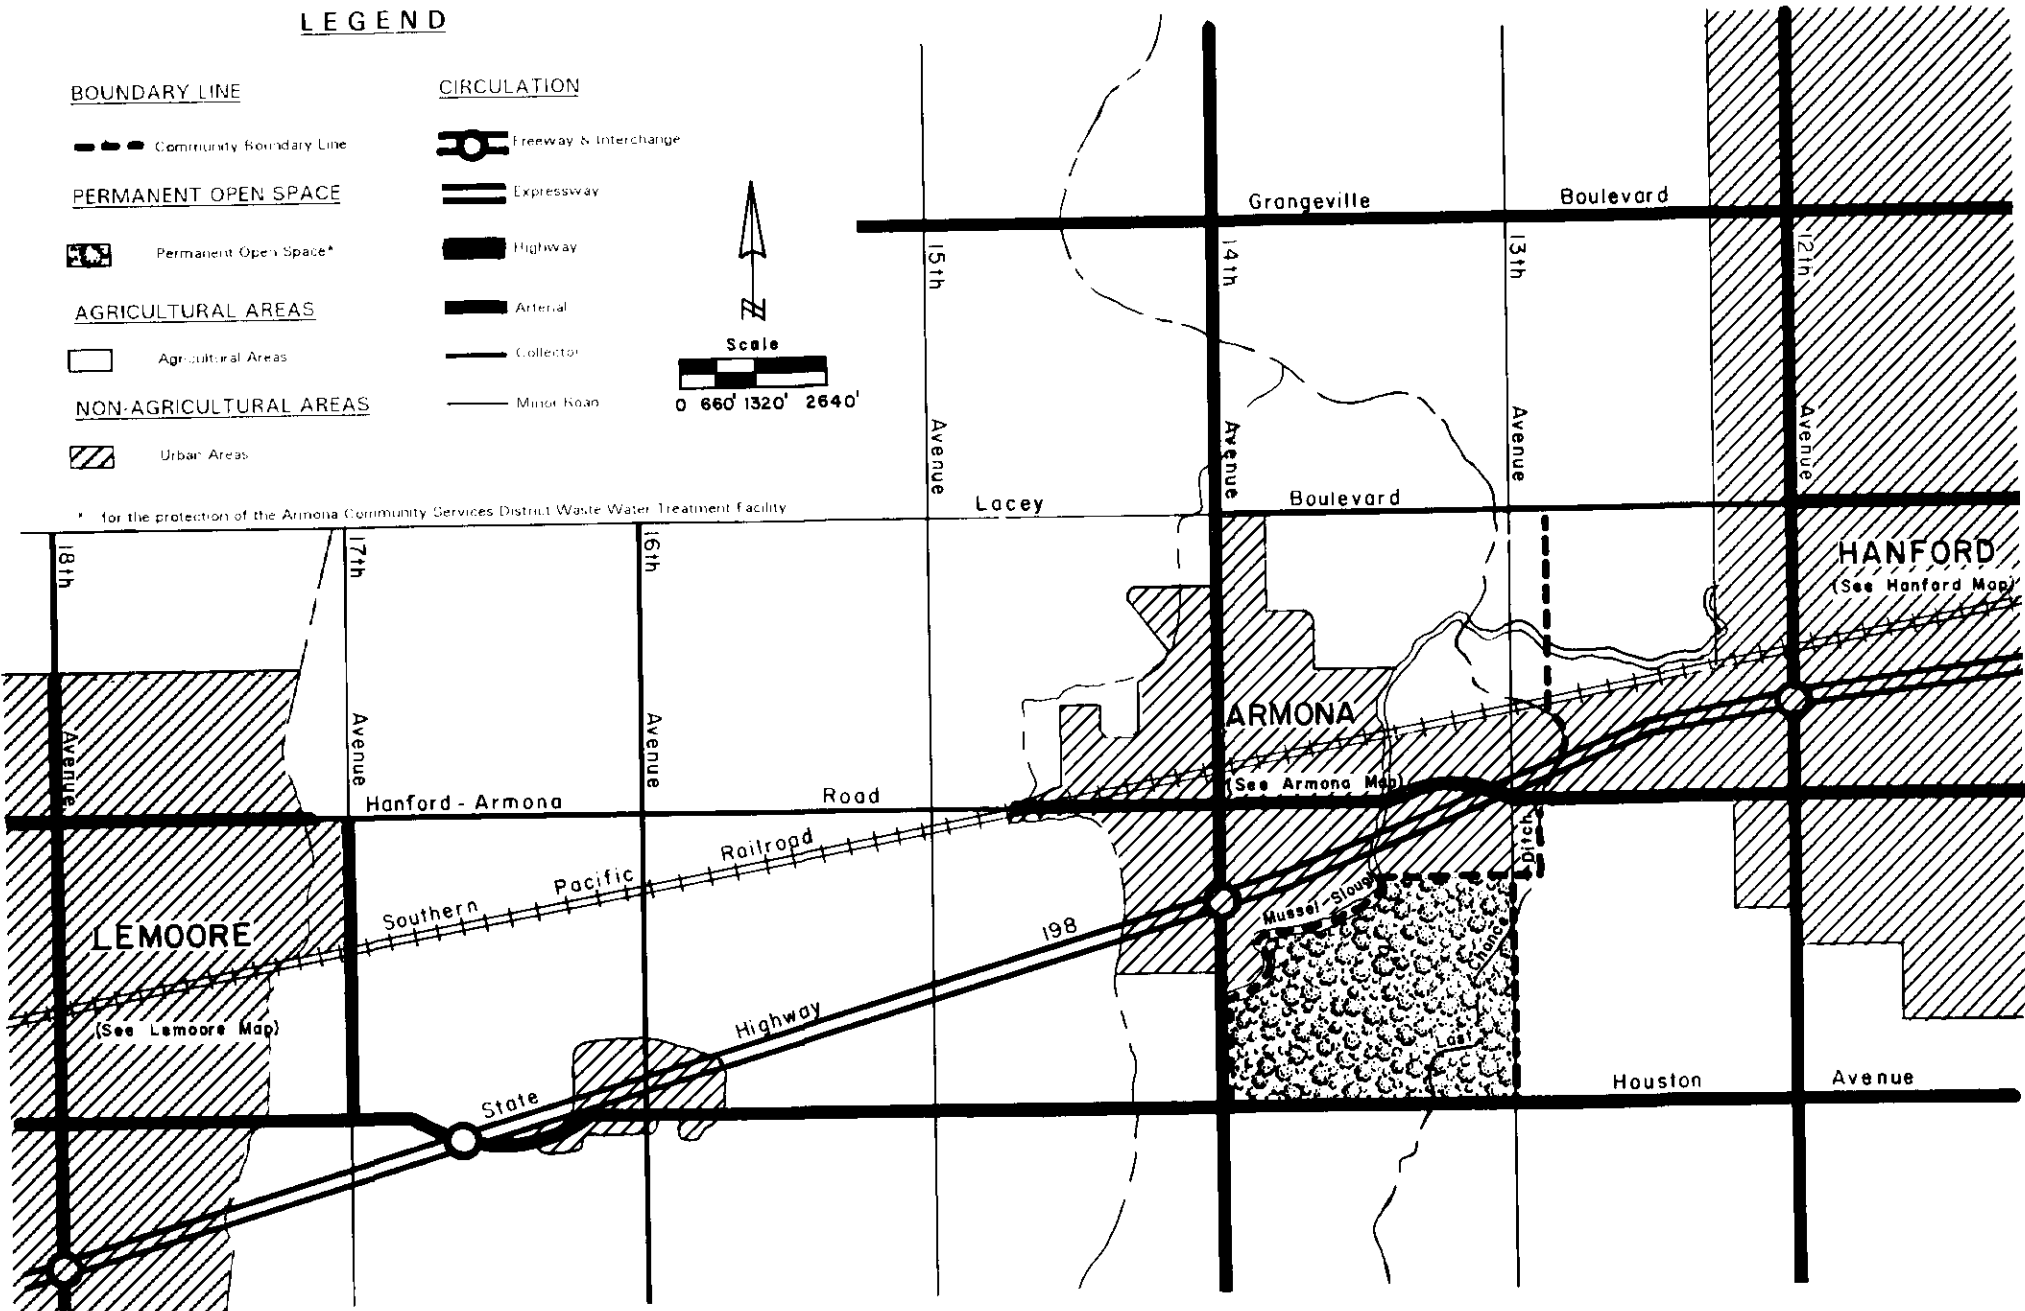 LEGEND
BOUNDARY LINE
Community Boundary Line
PERMANENT OPEN SPACE
Permanent Open Space*
AGRICULTURAL AREAS
Agricultural Areas
NON-AGRICULTURAL AREAS
Urban Areas
CIRCULATION
Freeway & Interchange
Expressway
Highway
Arterial
Collector
Minor Road
* for the protection of the Armona Community Services District Waste Water Treatment Facility
N
Scale
0 660' 1320' 2640'
Grangeville Boulevard
15th Avenue
14th Avenue
13th Avenue
12th Avenue
Lacey Boulevard
18th Avenue
17th Avenue
16th Avenue
HANFORD
(See Hanford Map)
ARMONA
(See Armona Map)
Hanford - Armona Road
Southern Pacific Railroad
LEMOORE
(See Lemoore Map)
State Highway 198
Mussel Slough
Last Chance Ditch
Houston Avenue